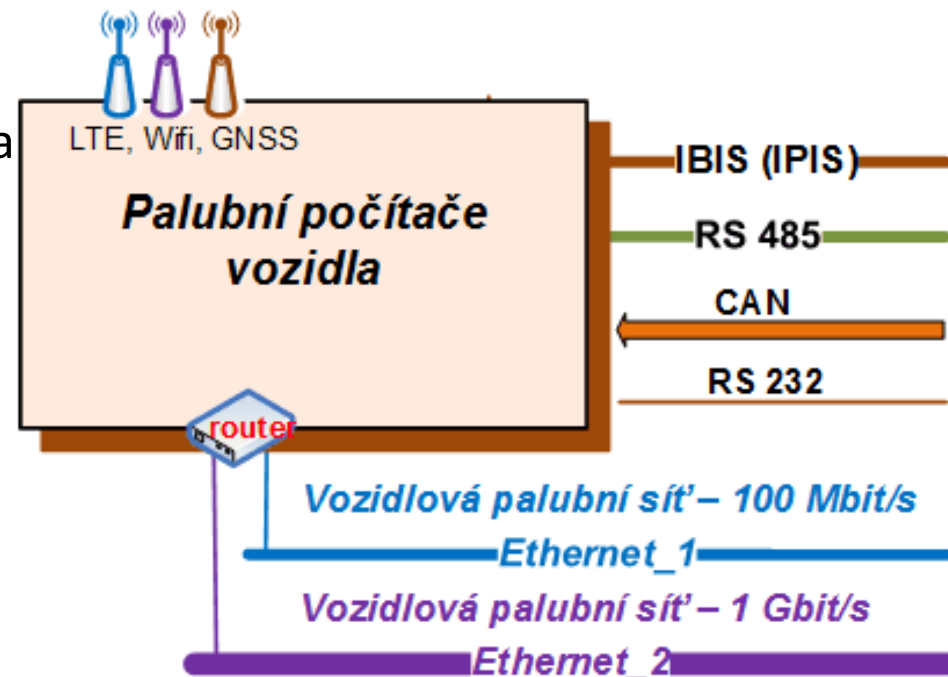 a
LTE, Wifi, GNSS
Palubní počítače
vozidla
IBIS (IPIS)
RS 485
CAN
RS 232
router
Vozidlová palubní síť – 100 Mbit/s
Ethernet_1
Vozidlová palubní síť – 1 Gbit/s
Ethernet_2